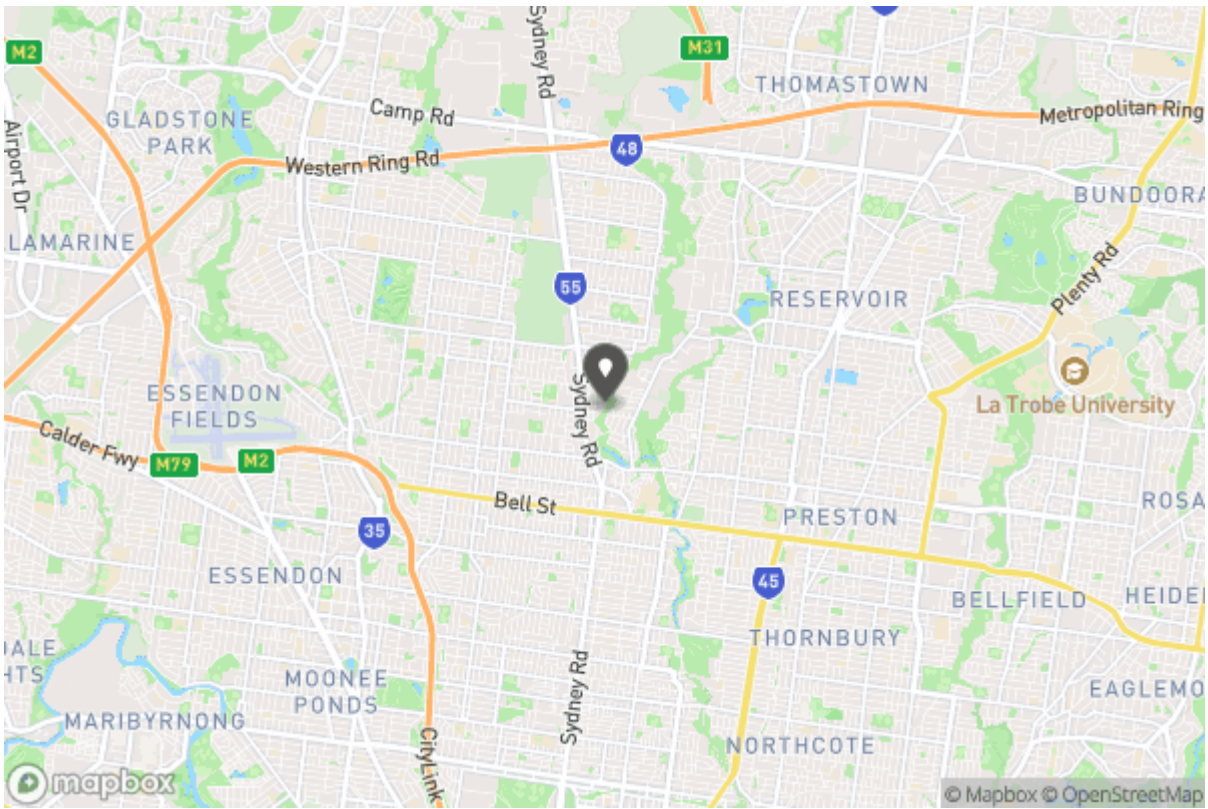 M2
Sydney Rd
M31
THOMASTOWN
Camp Rd
Metropolitan Ring
GLADSTONE
PARK
Airport Dr
48
Western Ring Rd
BUNDOORA
LAMARINE
55
RESERVOIR
Plenty Rd
ESSENDON
FIELDS
Sydney Rd
La Trobe University
Calder Fwy
M79
M2
Bell St
ROSA
PRESTON
35
ESSENDON
45
BELLFIELD
HEIDE
THORNBURY
DALE
HTS
MOONEE
PONDS
Sydney Rd
EAGLEMO
MARIBYRNONG
CityLink
NORTHCOTE
mapbox
© Mapbox © OpenStreetMap